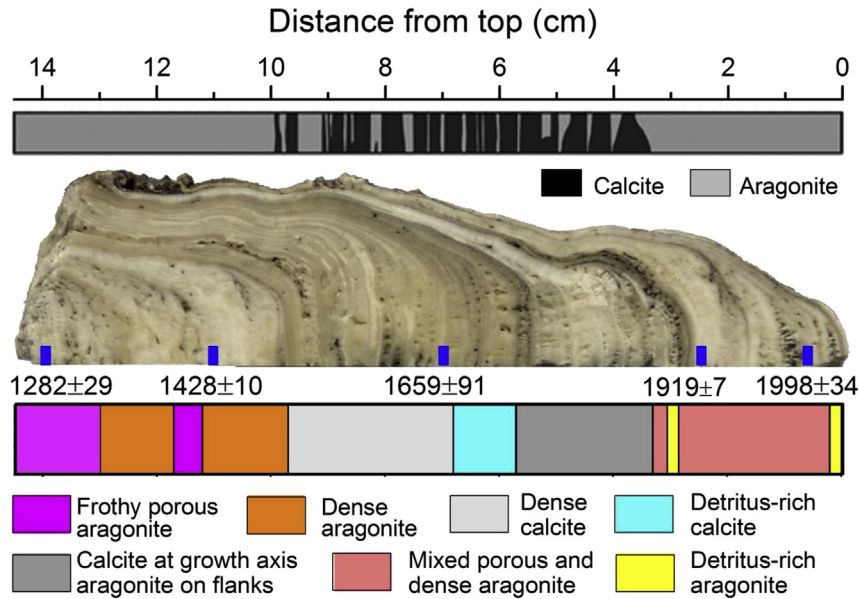 Distance from top (cm)
14 12 10 8 6 4 2 0
Calcite Aragonite
1282±29 1428±10 1659±91 1919±7 1998±34
Frothy porous
aragonite
Dense
aragonite
Dense
calcite
Detritus-rich
calcite
Calcite at growth axis
aragonite on flanks
Mixed porous and
dense aragonite
Detritus-rich
aragonite